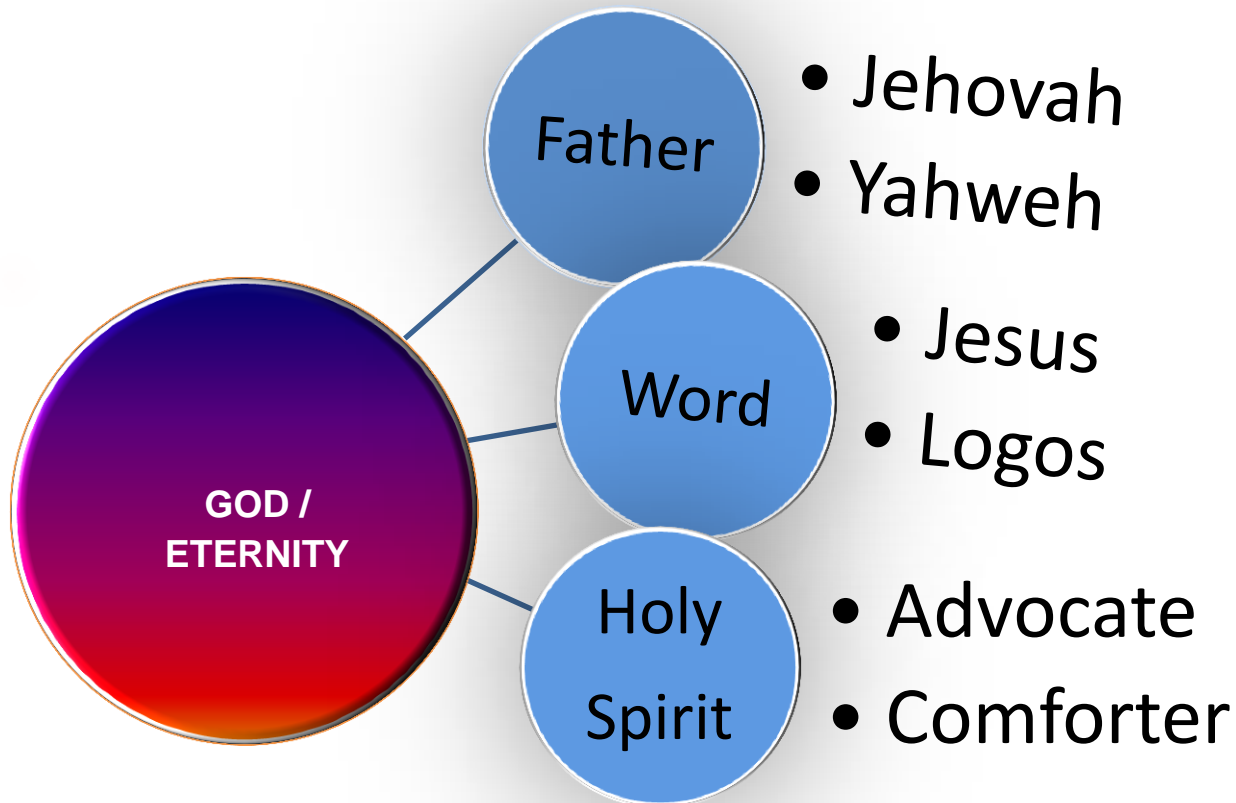 GOD /
ETERNITY
Father
• Jehovah
• Yahweh
Word
• Jesus
• Logos
Holy
Spirit
• Advocate
• Comforter